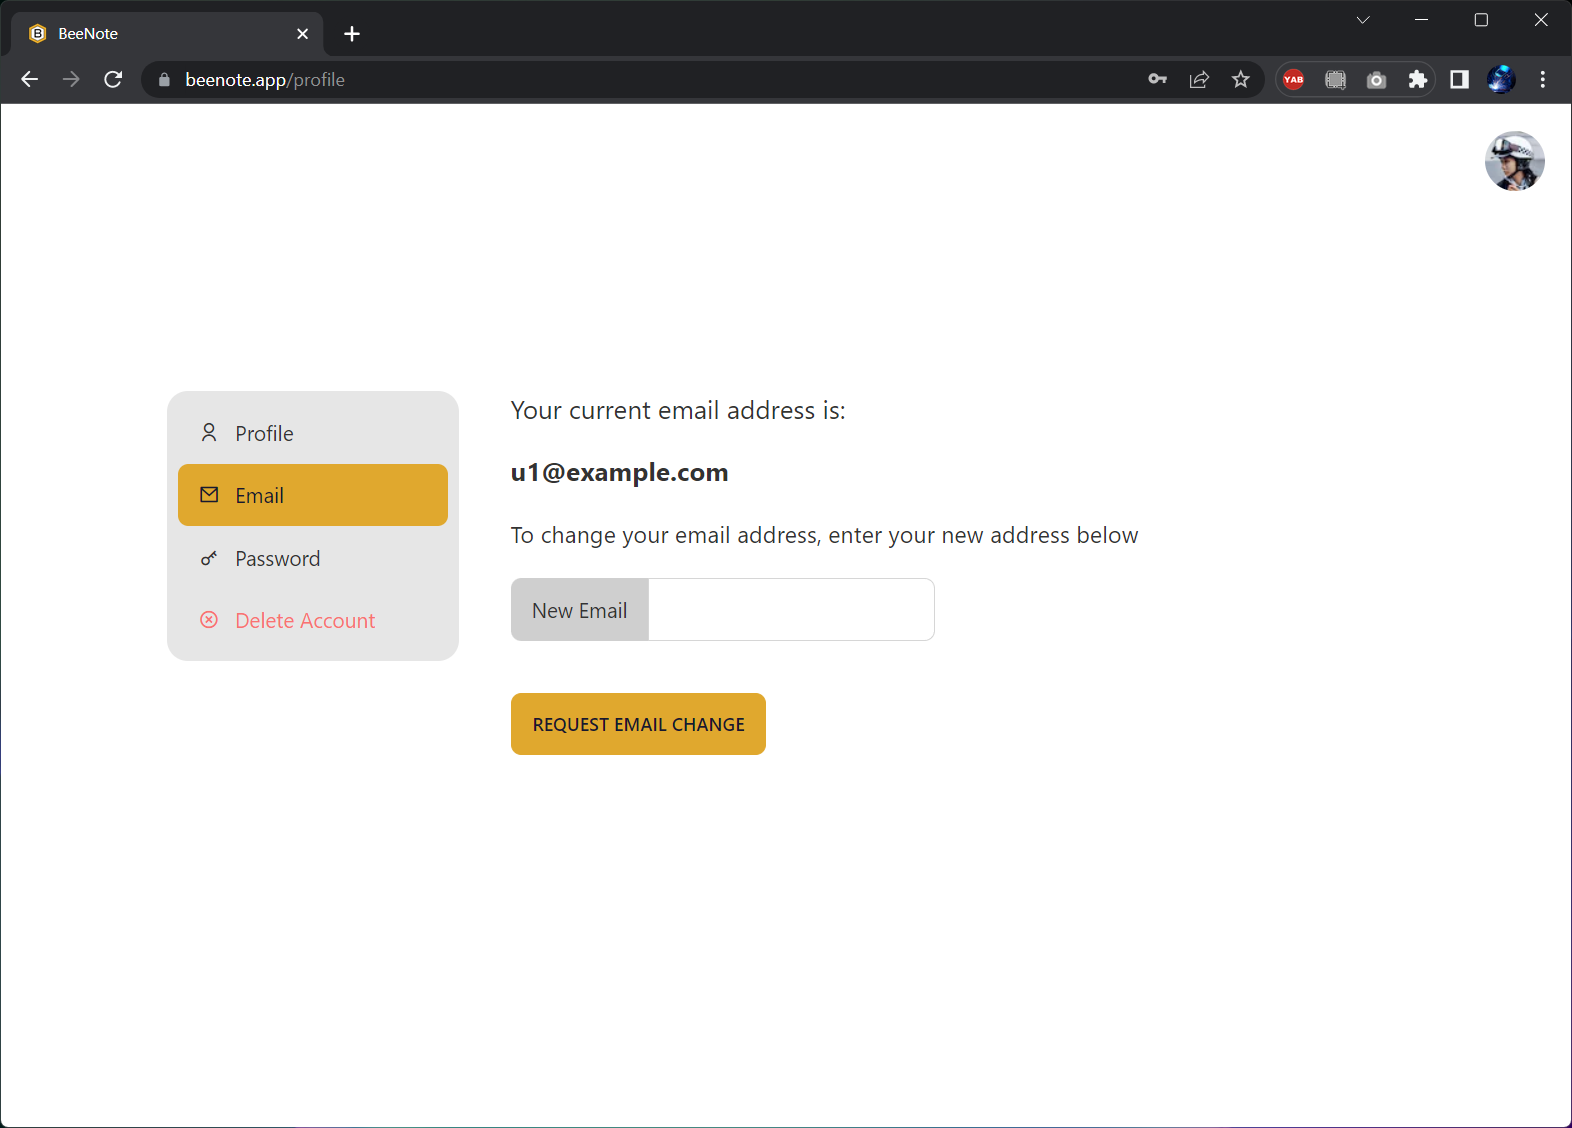 BeeNote
beenote.app/profile
YAB
Profile
Email
Password
Delete Account
Your current email address is:
u1@example.com
To change your email address, enter your new address below
New Email
REQUEST EMAIL CHANGE